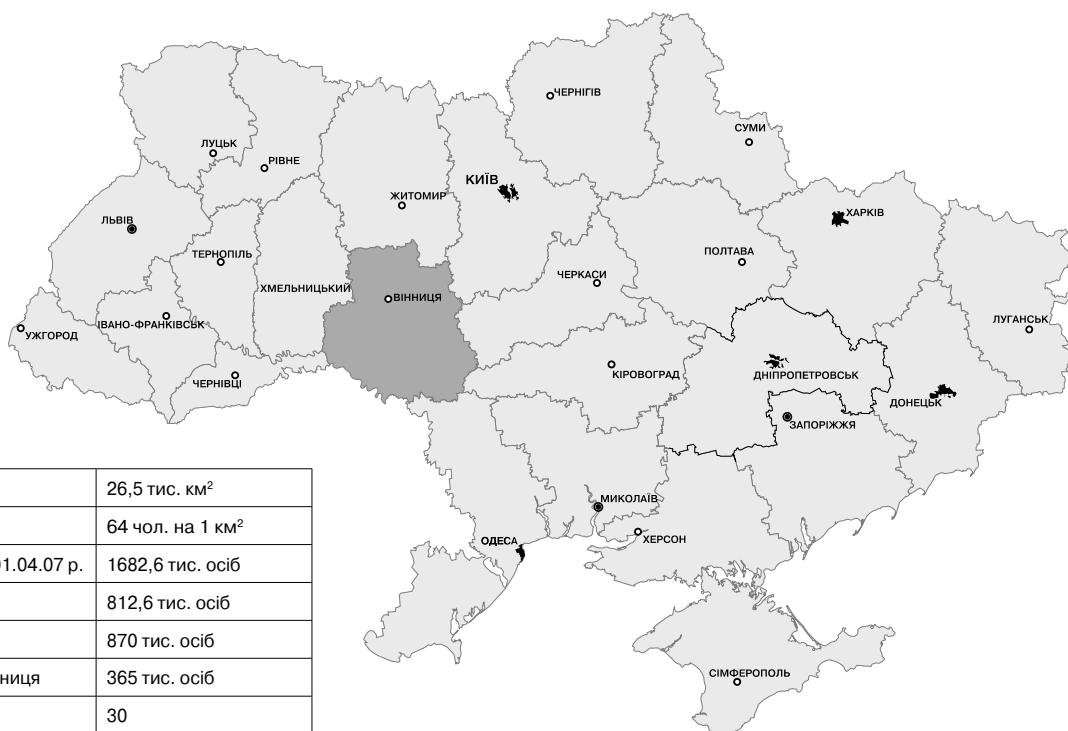 ЧЕРНІГІВ
СУМИ
ЛУЦЬК
РІВНЕ
КИЇВ
ЖИТОМИР
ХАРКІВ
ЛЬВІВ
ТЕРНОПІЛЬ
ПОЛТАВА
ЧЕРКАСИ
ХМЕЛЬНИЦЬКИЙ
ВІННИЦЯ
ЛУГАНСЬК
ІВАНО-ФРАНКІВСЬК
УЖГОРОД
ЧЕРНІВЦІ
КІРОВОГРАД
ДНІПРОПЕТРОВСЬК
ДОНЕЦЬК
ЗАПОРІЖЖЯ
МИКОЛАЇВ
ХЕРСОН
ОДЕСА
СІМФЕРОПОЛЬ
26,5 тис. км²
64 чол. на 1 км²
01.04.07 р. 1682,6 тис. осіб
812,6 тис. осіб
870 тис. осіб
ниця 365 тис. осіб
30